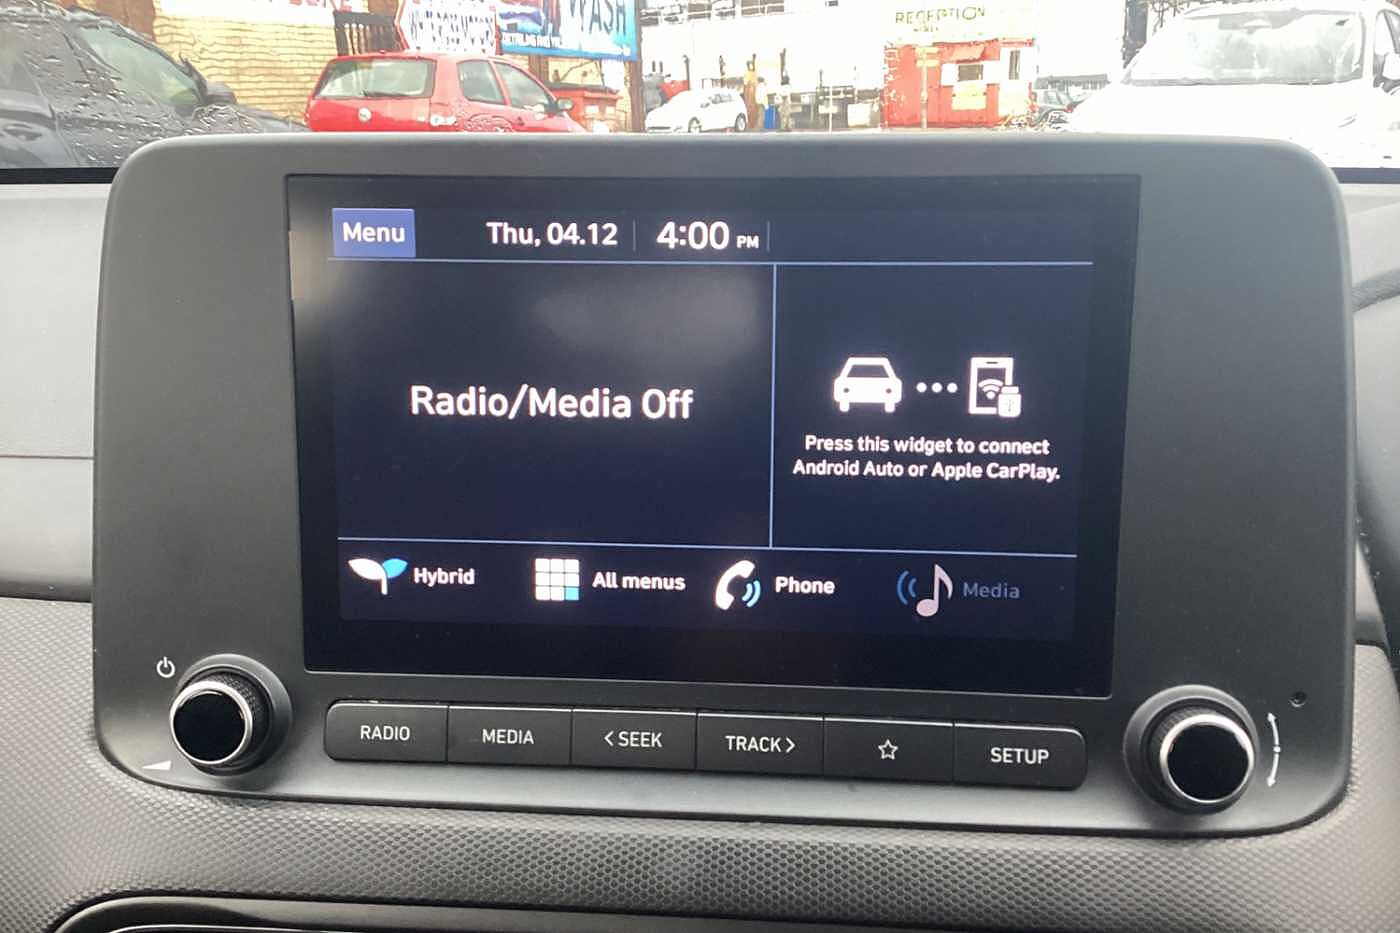 WASH
RECEPTION
Menu
Thu, 04.12
4:00 PM
Radio/Media Off
Press this widget to connect
Android Auto or Apple CarPlay.
Hybrid
All menus
Phone
Media
RADIO
MEDIA
< SEEK
TRACK >
SETUP